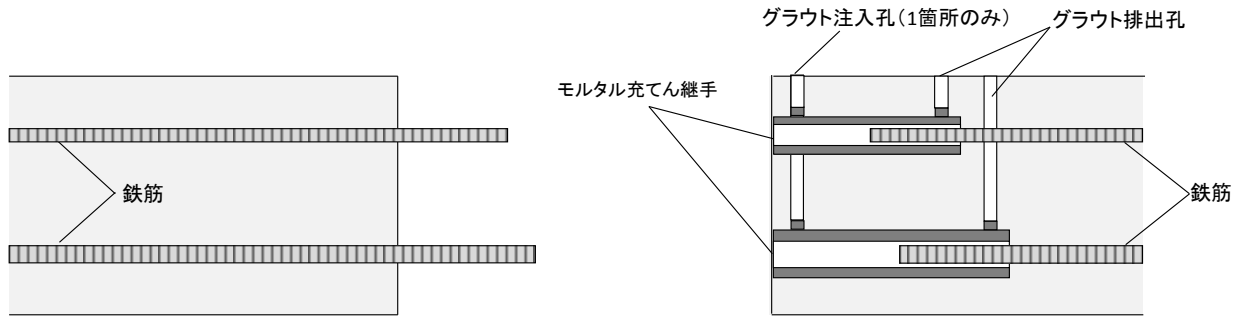 グラウト注入孔（1箇所のみ）
グラウト排出孔
モルタル充てん継手
鉄筋
鉄筋